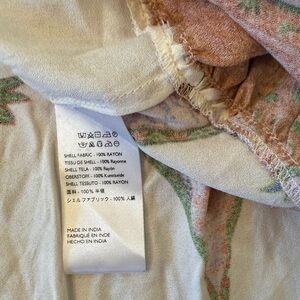 SHELL FABRIC - 100% RAYON
TISSU DE SHELL - 100% Rayonne
SHELL TELA - 100% Rayón
OBERSTOFF - 100% Kunstseide
SHELL TESSUTO - 100% RAYON
面料 - 100% 人棉
シェルファブリック - 100% 人絹
MADE IN INDIA
FABRIQUÉ EN INDE
HECHO EN INDIA